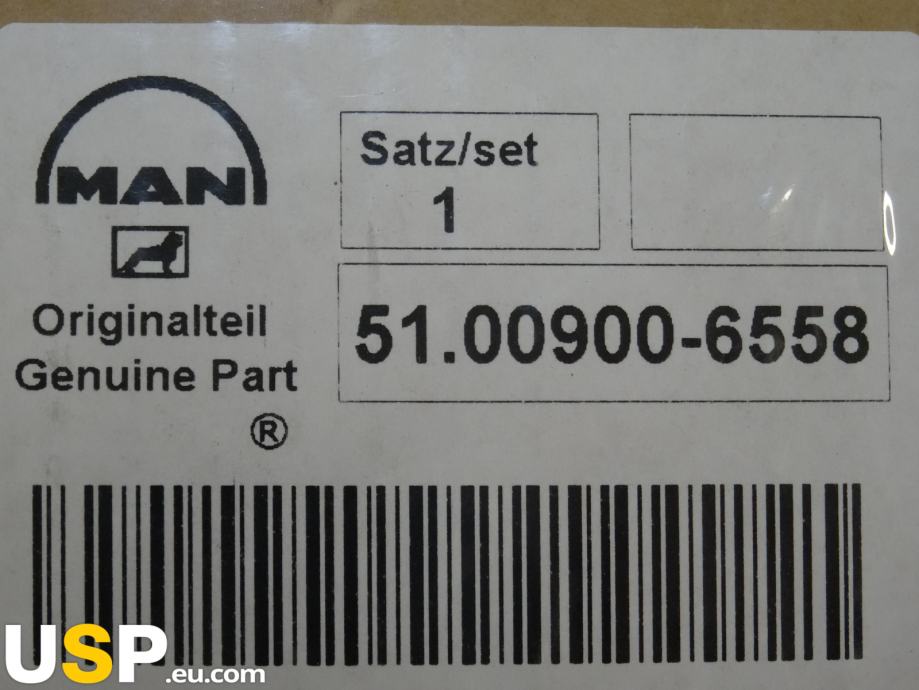 MAN
Originalteil
Genuine Part
®
Satz/set
1
51.00900-6558
USP.eu.com